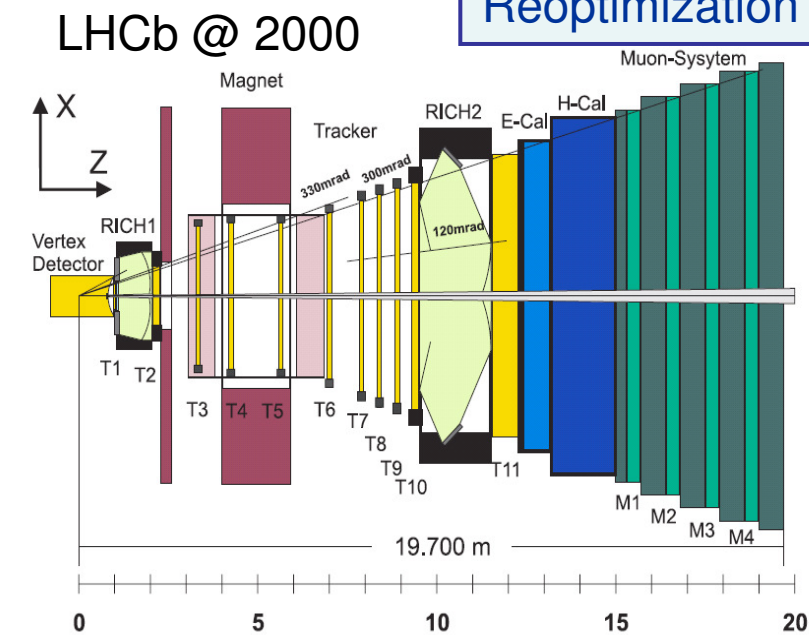 LHCb @ 2000
Reoptimization
Muon-Sysytem
Magnet
H-Cal
RICH2
E-Cal
X
Tracker
Z
330mrad
300mrad
RICH1
120mrad
Vertex
Detector
T1
T2
T3
T4
T5
T6
T7
T8
T9
T10
T11
M1
M2
M3
M4
19.700 m
0
5
10
15
20